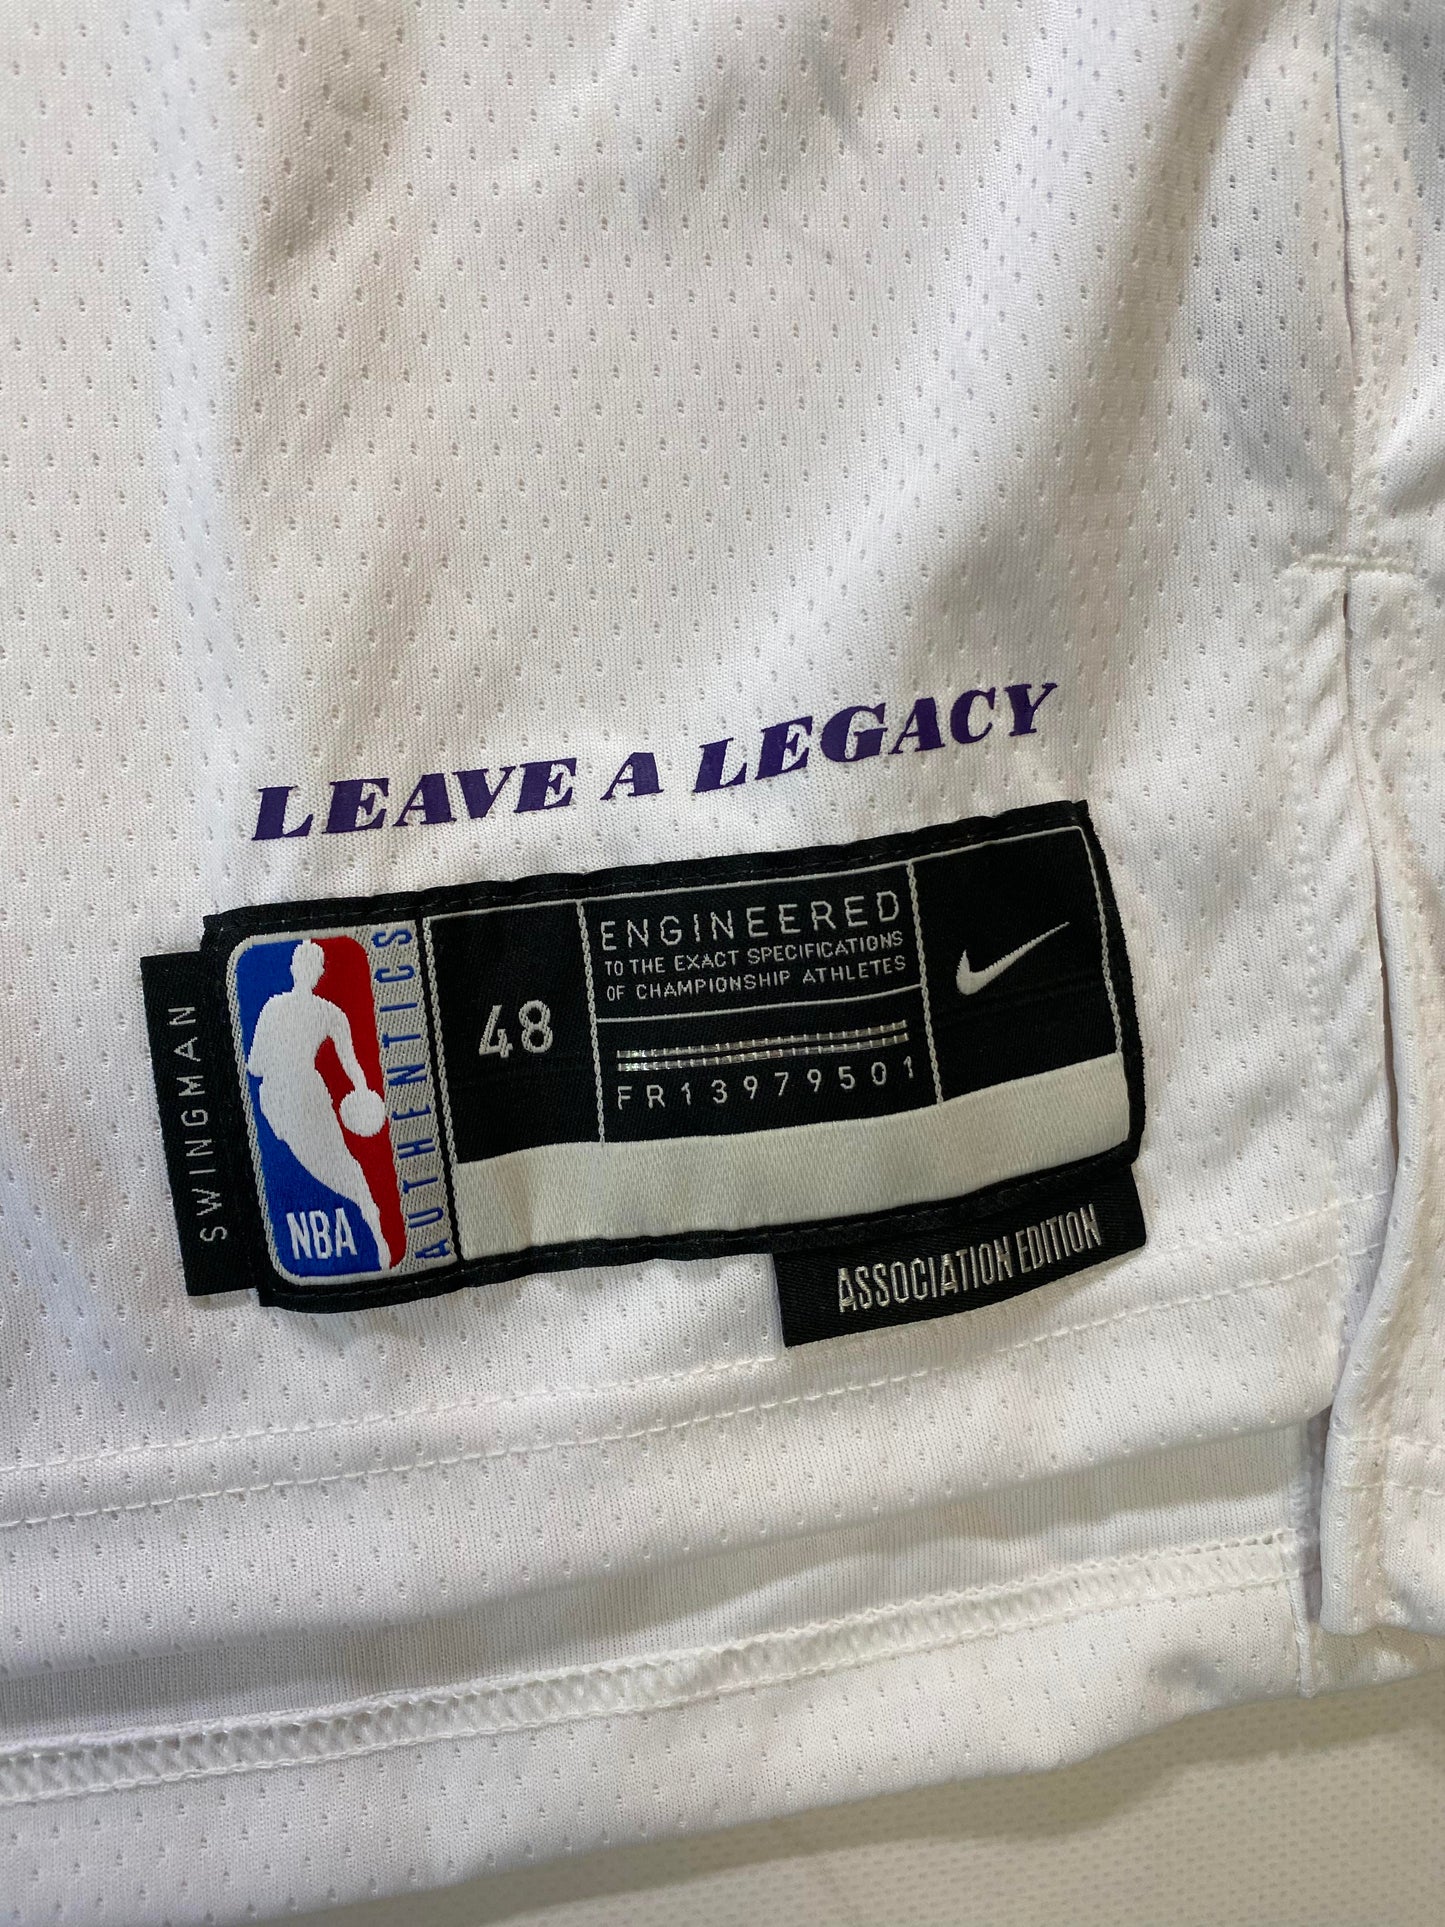 LEAVE A LEGACY
SWINGMAN
NBA
AUTHENTICS
48
ENGINEERED
TO THE EXACT SPECIFICATIONS
OF CHAMPIONSHIP ATHLETES
FR13979501
ASSOCIATION EDITION